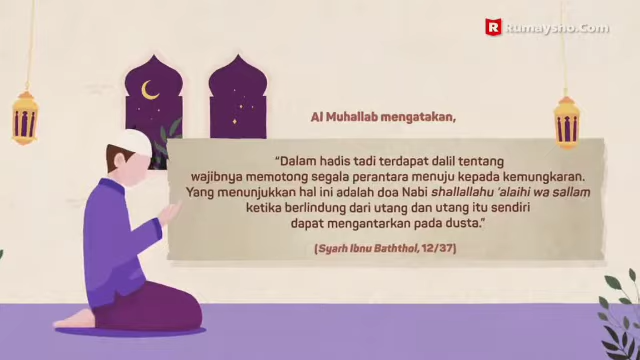 Rumaysho.Com
Al Muhallab mengatakan,
“Dalam hadis tadi terdapat dalil tentang
wajibnya memotong segala perantara menuju kepada kemungkaran.
Yang menunjukkan hal ini adalah doa Nabi shallallahu ‘alaihi wa sallam
ketika berlindung dari utang dan utang itu sendiri
dapat mengantarkan pada dusta.“
(Syarh Ibnu Baththol, 12/37)